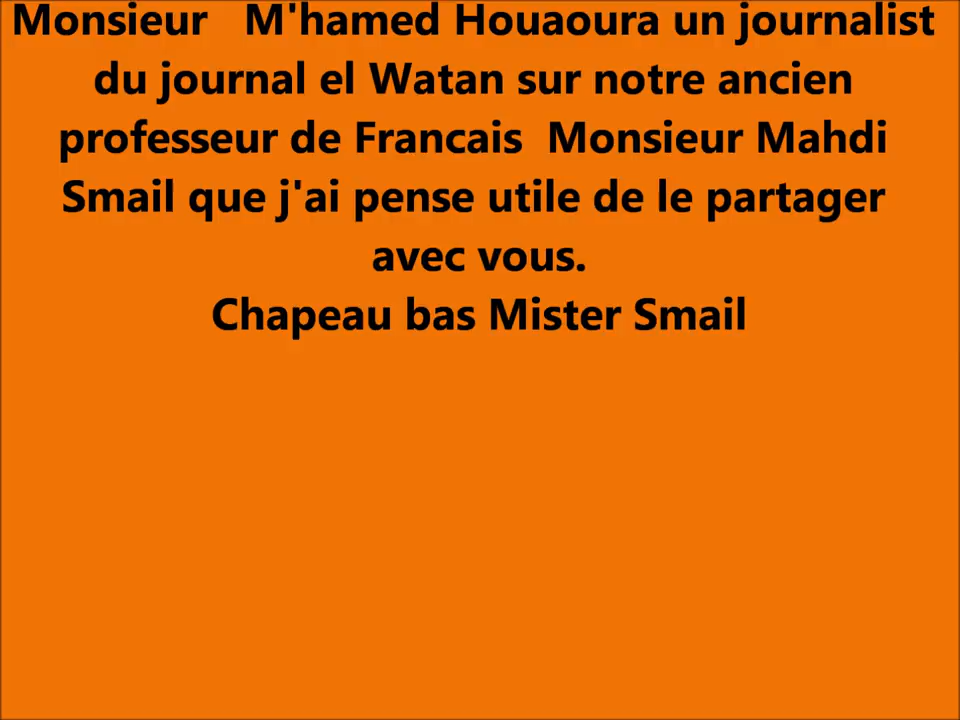 Monsieur   M'hamed Houaoura un journalist
du journal el Watan sur notre ancien
professeur de Francais  Monsieur Mahdi
Smail que j'ai pense utile de le partager
avec vous.
Chapeau bas Mister Smail